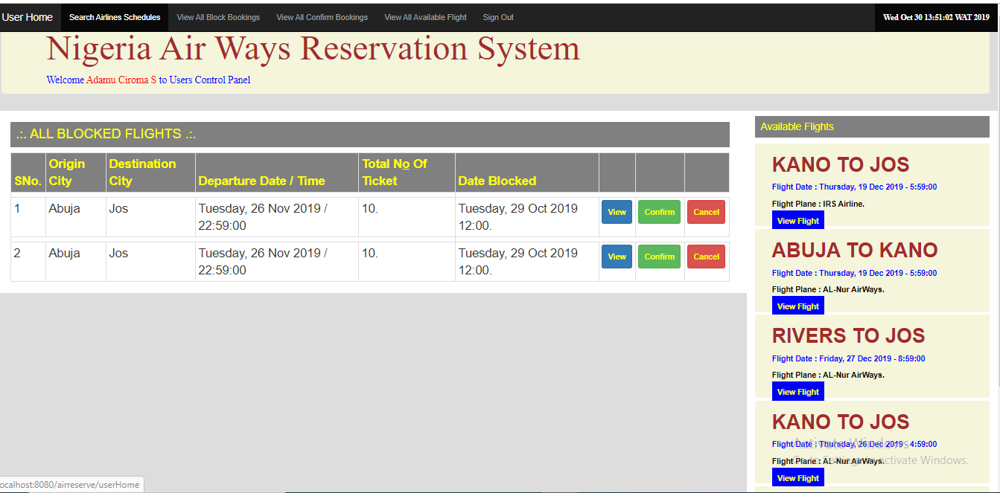 User Home Search Airlines Schedules View All Block Bookings View All Confirm Bookings View All Available Flight Sign Out Wed Oct 30 13:51:02 WAT 2019
Nigeria Air Ways Reservation System
Welcome Adamu Ciroma S to Users Control Panel
.:. ALL BLOCKED FLIGHTS .:.
SNo. Origin City Destination City Departure Date / Time Total No Of Ticket Date Blocked
1 Abuja Jos Tuesday, 26 Nov 2019 / 22:59:00 10. Tuesday, 29 Oct 2019 12:00. View Confirm Cancel
2 Abuja Jos Tuesday, 26 Nov 2019 / 22:59:00 10. Tuesday, 29 Oct 2019 12:00. View Confirm Cancel
Available Flights
KANO TO JOS
Flight Date : Thursday, 19 Dec 2019 - 5:59:00
Flight Plane : IRS Airline.
View Flight
ABUJA TO KANO
Flight Date : Thursday, 19 Dec 2019 - 5:59:00
Flight Plane : AL-Nur AirWays.
View Flight
RIVERS TO JOS
Flight Date : Friday, 27 Dec 2019 - 8:59:00
Flight Plane : AL-Nur AirWays.
View Flight
KANO TO JOS
Flight Date : Thursday, 26 Dec 2019 - 4:59:00
Flight Plane : AL-Nur AirWays.
View Flight
Activate Windows
Go to Settings to activate Windows.
ocalhost:8080/airreserve/userHome